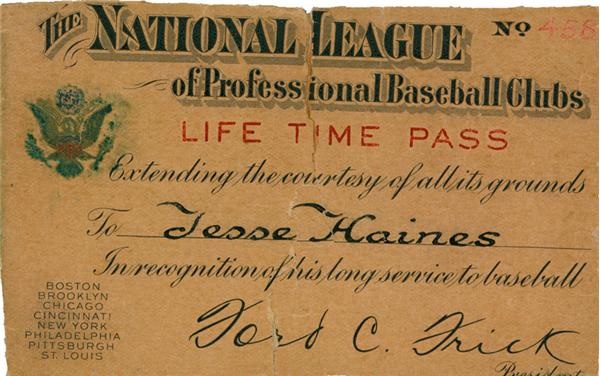 THE NATIONAL LEAGUE No 456
of Professional Baseball Clubs
LIFE TIME PASS
Extending the courtesy of all its grounds
To Jesse Haines
In recognition of his long service to baseball
BOSTON
BROOKLYN
CHICAGO
CINCINNATI
NEW YORK
PHILADELPHIA
PITTSBURGH
ST. LOUIS
Ford C. Frick
President